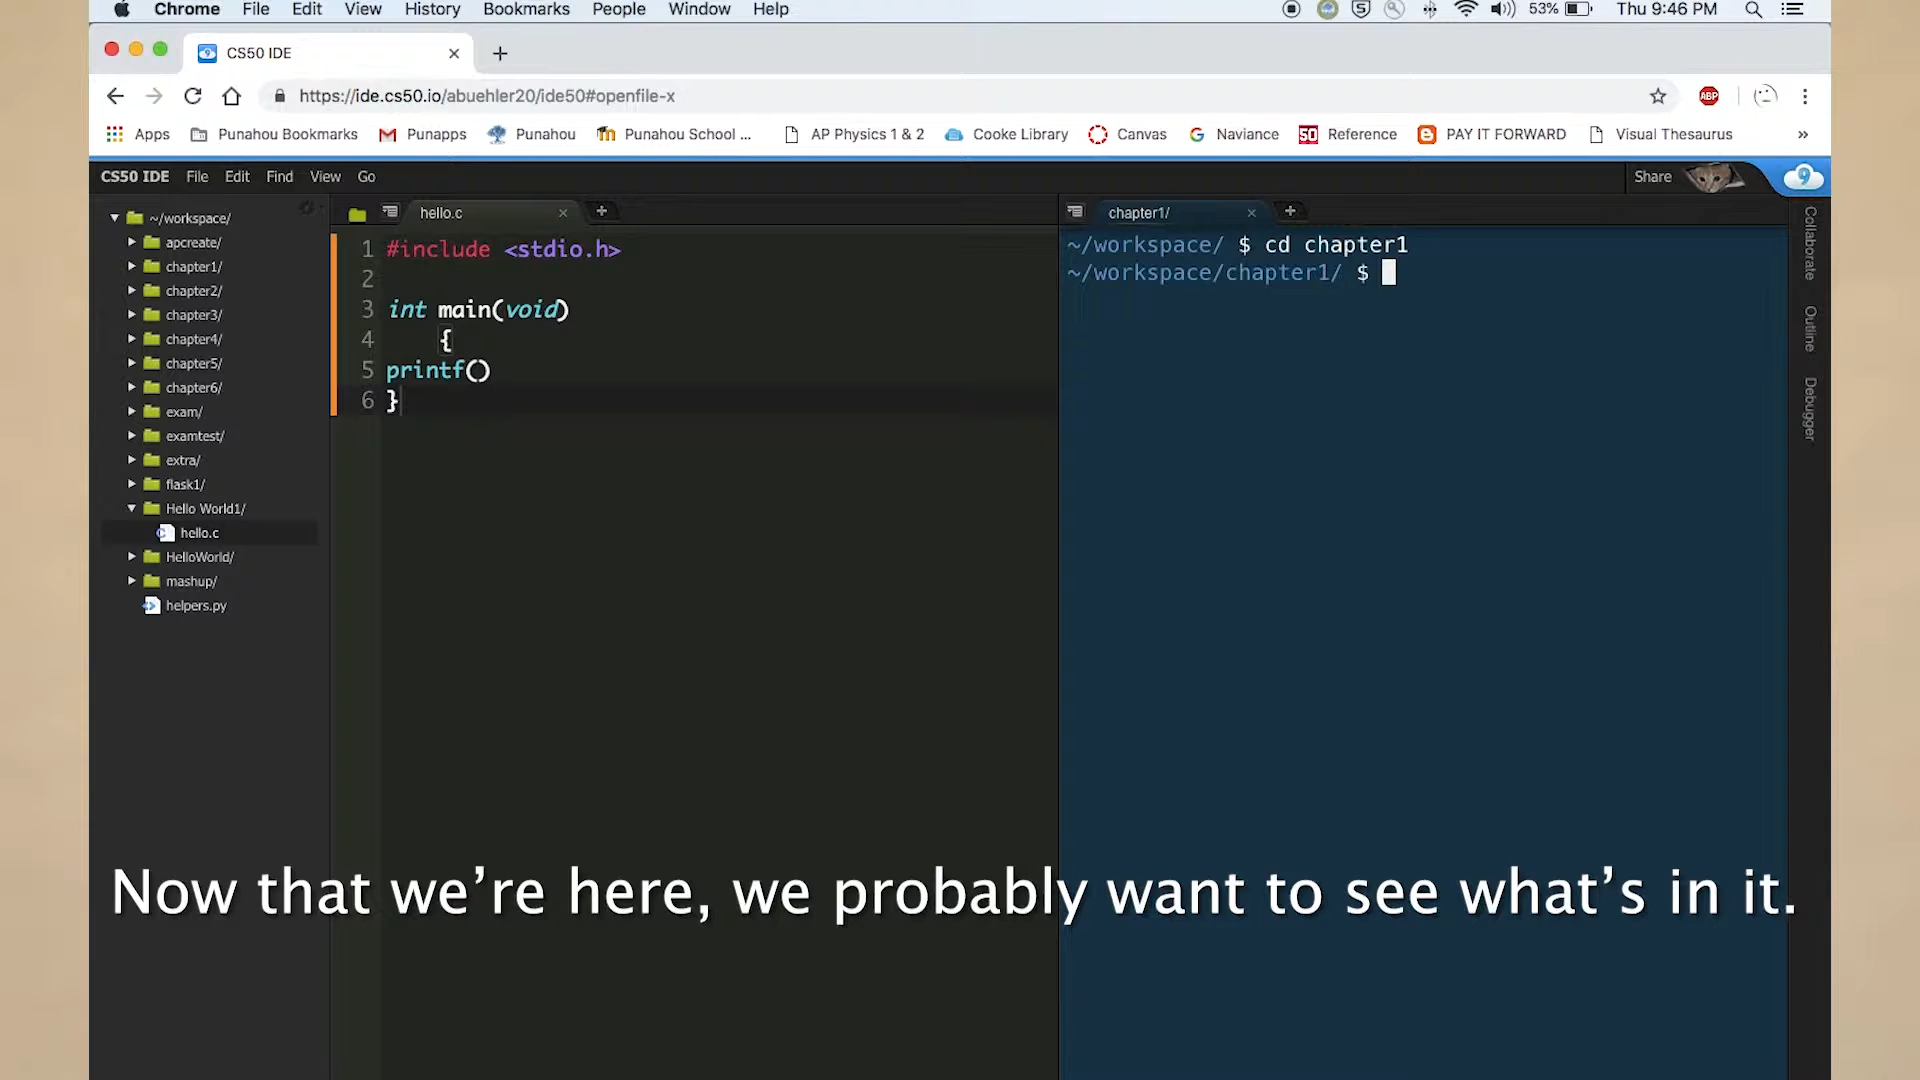 Chrome File Edit View History Bookmarks People Window Help 53% Thu 9:46 PM
CS50 IDE
https://ide.cs50.io/abuehler20/ide50#openfile-x ABP
Apps Punahou Bookmarks Punapps Punahou Punahou School ... AP Physics 1 & 2 Cooke Library Canvas Naviance Reference PAY IT FORWARD Visual Thesaurus »
CS50 IDE File Edit Find View Go Share 9
~/workspace/
apcreate/
chapter1/
chapter2/
chapter3/
chapter4/
chapter5/
chapter6/
exam/
examtest/
extra/
flask1/
Hello World1/
hello.c
HelloWorld/
mashup/
helpers.py
hello.c
1 #include <stdio.h>
2
3 int main(void)
4 {
5 printf()
6 }
chapter1/
~/workspace/ $ cd chapter1
~/workspace/chapter1/ $
Collaborate
Outline
Debugger
Now that we’re here, we probably want to see what’s in it.